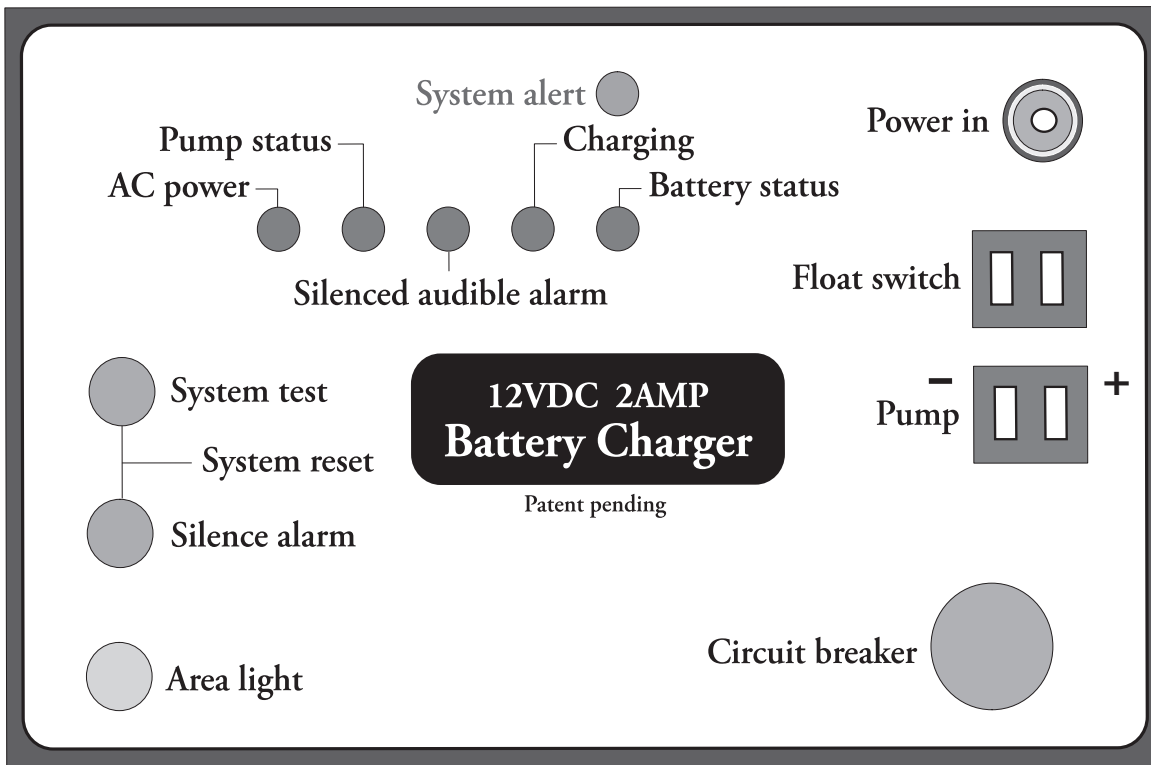 System alert
Power in
Pump status
Charging
AC power
Battery status
Silenced audible alarm
Float switch
System test
12VDC 2AMP
Battery Charger
− +
Pump
System reset
Patent pending
Silence alarm
Circuit breaker
Area light